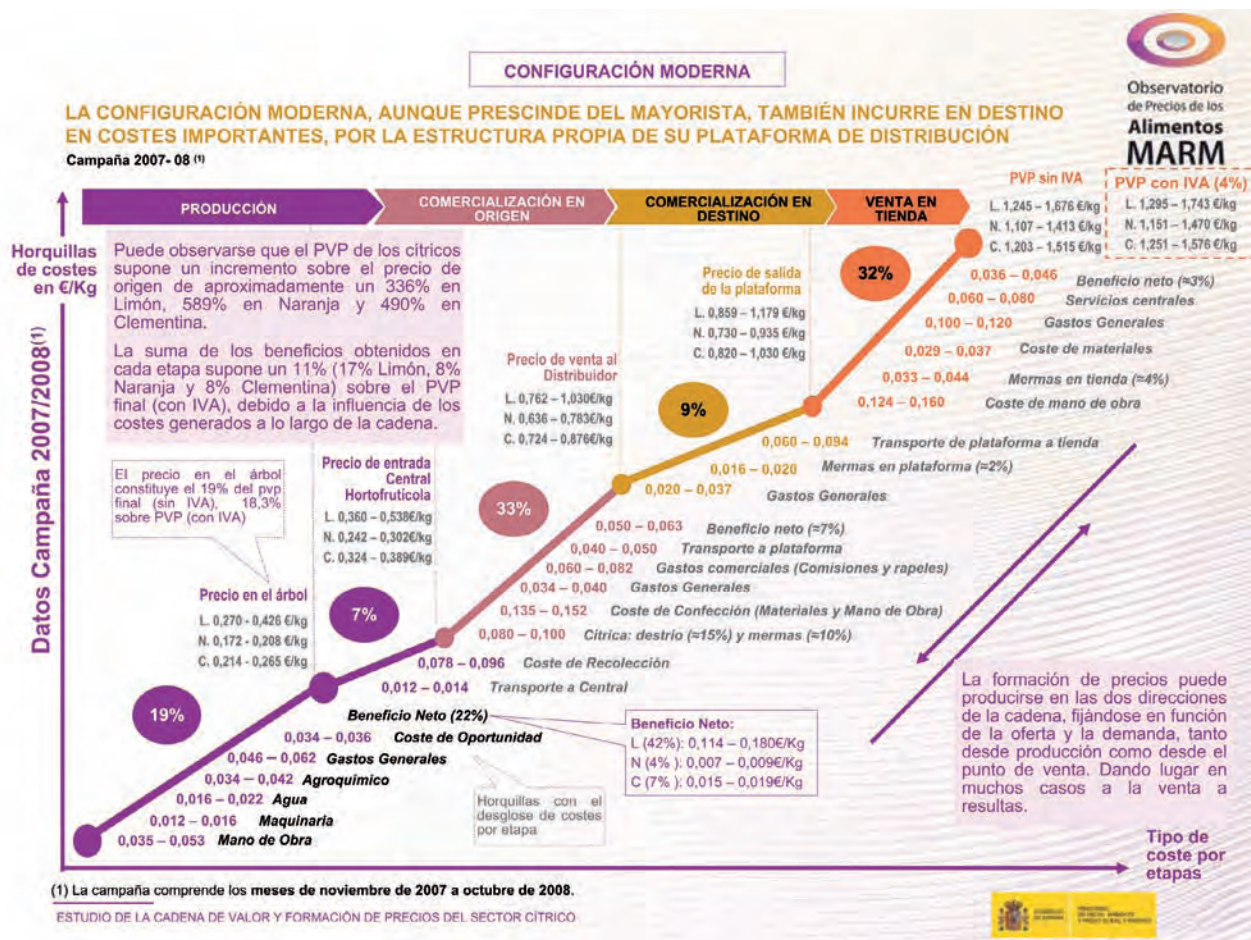 CONFIGURACIÓN MODERNA
Observatorio
de Precios de los
Alimentos
MARM
LA CONFIGURACIÓN MODERNA, AUNQUE PRESCINDE DEL MAYORISTA, TAMBIÉN INCURRE EN DESTINO
EN COSTES IMPORTANTES, POR LA ESTRUCTURA PROPIA DE SU PLATAFORMA DE DISTRIBUCIÓN
Campaña 2007- 08 (1)
PRODUCCIÓN
COMERCIALIZACIÓN EN
ORIGEN
COMERCIALIZACIÓN EN
DESTINO
VENTA EN
TIENDA
PVP sin IVA
L. 1,245 – 1,676 €/kg
N. 1,107 – 1,413 €/kg
C. 1,203 – 1,515 €/kg
PVP con IVA (4%)
L. 1,295 – 1,743 €/kg
N. 1,151 – 1,470 €/kg
C. 1,251 – 1,576 €/kg
Horquillas
de costes
en €/Kg
Datos Campaña 2007/2008(1)
Puede observarse que el PVP de los cítricos
supone un incremento sobre el precio de
origen de aproximadamente un 336% en
Limón, 589% en Naranja y 490% en
Clementina.
La suma de los beneficios obtenidos en
cada etapa supone un 11% (17% Limón, 8%
Naranja y 8% Clementina) sobre el PVP
final (con IVA), debido a la influencia de los
costes generados a lo largo de la cadena.
Precio de salida
de la plataforma
L. 0,859 – 1,179 €/kg
N. 0,730 – 0,935 €/kg
C. 0,820 – 1,030 €/kg
32%
0,036 – 0,046 Beneficio neto (≈3%)
0,060 – 0,080 Servicios centrales
0,100 – 0,120 Gastos Generales
0,029 – 0,037 Coste de materiales
0,033 – 0,044 Mermas en tienda (≈4%)
0,124 – 0,160 Coste de mano de obra
Precio de venta al
Distribuidor
L. 0,762 – 1,030€/kg
N. 0,636 – 0,783€/kg
C. 0,724 – 0,876€/kg
9%
0,060 – 0,094 Transporte de plataforma a tienda
0,016 – 0,020 Mermas en plataforma (≈2%)
0,020 – 0,037 Gastos Generales
El precio en el árbol
constituye el 19% del pvp
final (sin IVA), 18,3%
sobre PVP (con IVA)
Precio de entrada
Central
Hortofrutícola
L. 0,360 – 0,538€/kg
N. 0,242 – 0,302€/kg
C. 0,324 – 0,389€/kg
33%
0,050 – 0,063 Beneficio neto (≈7%)
0,040 – 0,050 Transporte a plataforma
0,060 – 0,082 Gastos comerciales (Comisiones y rapeles)
0,034 – 0,040 Gastos Generales
0,135 – 0,152 Coste de Confección (Materiales y Mano de Obra)
0,080 – 0,100 Cítrica: destrío (≈15%) y mermas (≈10%)
Precio en el árbol
L. 0,270 - 0,426 €/kg
N. 0,172 - 0,208 €/kg
C. 0,214 - 0,265 €/kg
7%
0,078 – 0,096 Coste de Recolección
0,012 – 0,014 Transporte a Central
19%
Beneficio Neto (22%)
0,034 – 0,036 Coste de Oportunidad
0,046 – 0,062 Gastos Generales
0,034 – 0,042 Agroquímico
0,016 – 0,022 Agua
0,012 – 0,016 Maquinaria
0,035 – 0,053 Mano de Obra
Beneficio Neto:
L (42%): 0,114 – 0,180€/Kg
N (4% ): 0,007 – 0,009€/Kg
C (7% ): 0,015 – 0,019€/Kg
Horquillas con el
desglose de costes
por etapa
La formación de precios puede
producirse en las dos direcciones
de la cadena, fijándose en función
de la oferta y la demanda, tanto
desde producción como desde el
punto de venta. Dando lugar en
muchos casos a la venta a
resultas.
Tipo de
coste por
etapas
(1) La campaña comprende los meses de noviembre de 2007 a octubre de 2008.
ESTUDIO DE LA CADENA DE VALOR Y FORMACIÓN DE PRECIOS DEL SECTOR CÍTRICO